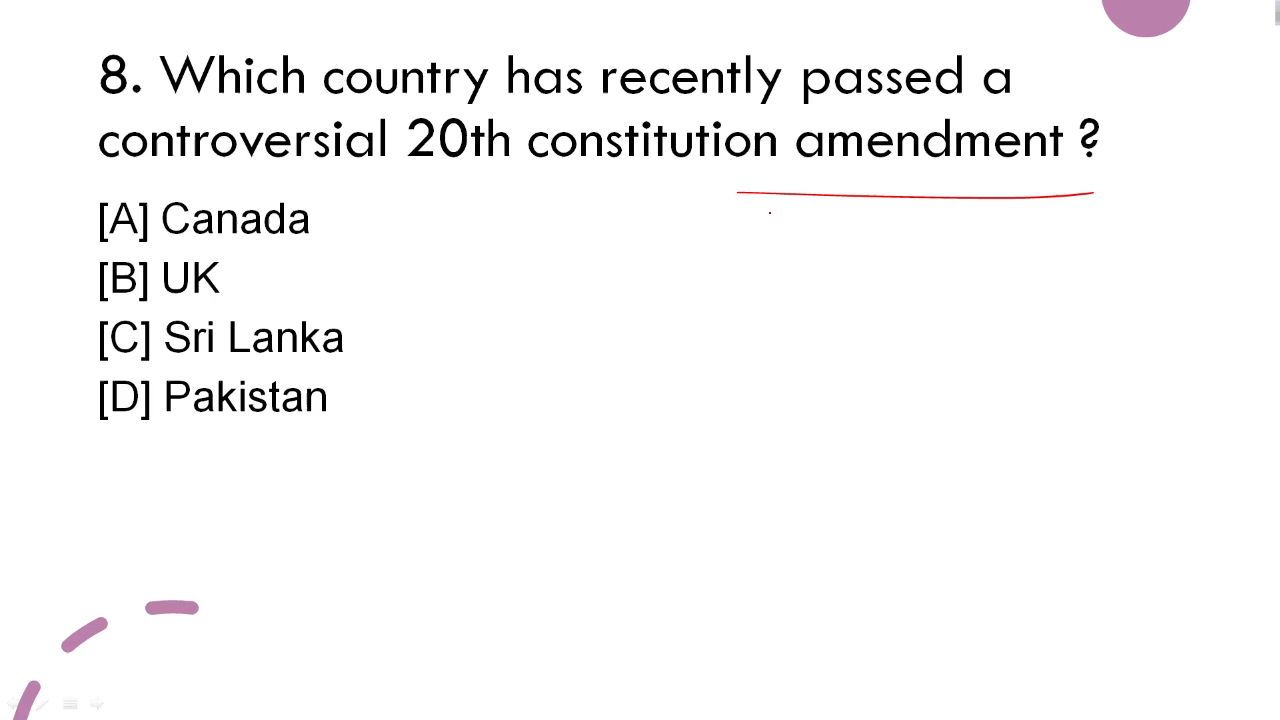 8. Which country has recently passed a
controversial 20th constitution amendment ?
[A] Canada
[B] UK
[C] Sri Lanka
[D] Pakistan